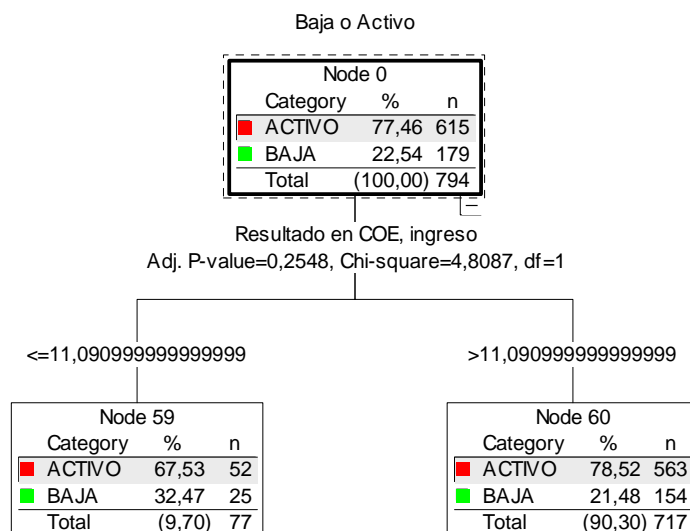 Baja o Activo
Node 0
Category % n
ACTIVO 77,46 615
BAJA 22,54 179
Total (100,00) 794
Resultado en COE, ingreso
Adj. P-value=0,2548, Chi-square=4,8087, df=1
<=11,090999999999999
>11,090999999999999
Node 59
Category % n
ACTIVO 67,53 52
BAJA 32,47 25
Total (9,70) 77
Node 60
Category % n
ACTIVO 78,52 563
BAJA 21,48 154
Total (90,30) 717